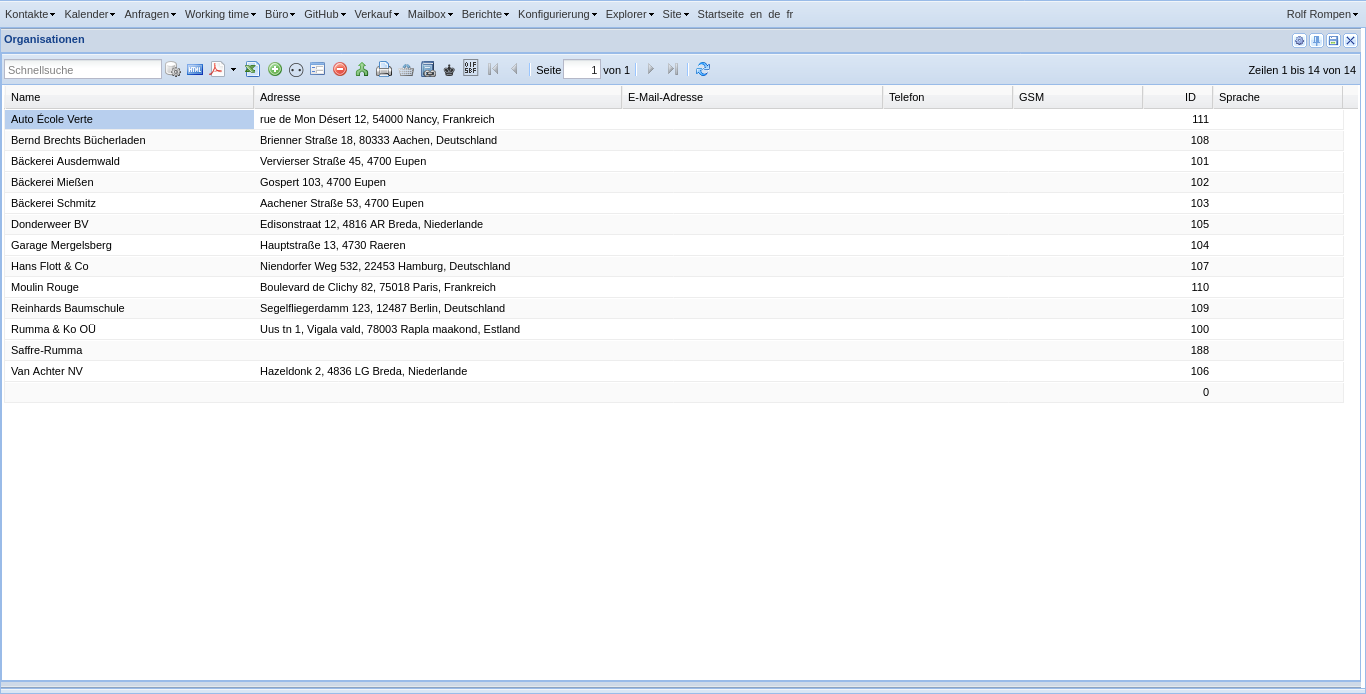 Kontakte Kalender Anfragen Working time Büro GitHub Verkauf Mailbox Berichte Konfigurierung Explorer Site Startseite en de fr Rolf Rompen
Organisationen
Schnellsuche HTML Seite 1 von 1 Zeilen 1 bis 14 von 14
Name Adresse E-Mail-Adresse Telefon GSM ID Sprache
Auto École Verte rue de Mon Désert 12, 54000 Nancy, Frankreich 111
Bernd Brechts Bücherladen Brienner Straße 18, 80333 Aachen, Deutschland 108
Bäckerei Ausdemwald Vervierser Straße 45, 4700 Eupen 101
Bäckerei Mießen Gospert 103, 4700 Eupen 102
Bäckerei Schmitz Aachener Straße 53, 4700 Eupen 103
Donderweer BV Edisonstraat 12, 4816 AR Breda, Niederlande 105
Garage Mergelsberg Hauptstraße 13, 4730 Raeren 104
Hans Flott & Co Niendorfer Weg 532, 22453 Hamburg, Deutschland 107
Moulin Rouge Boulevard de Clichy 82, 75018 Paris, Frankreich 110
Reinhards Baumschule Segelfliegerdamm 123, 12487 Berlin, Deutschland 109
Rumma & Ko OÜ Uus tn 1, Vigala vald, 78003 Rapla maakond, Estland 100
Saffre-Rumma 188
Van Achter NV Hazeldonk 2, 4836 LG Breda, Niederlande 106
0